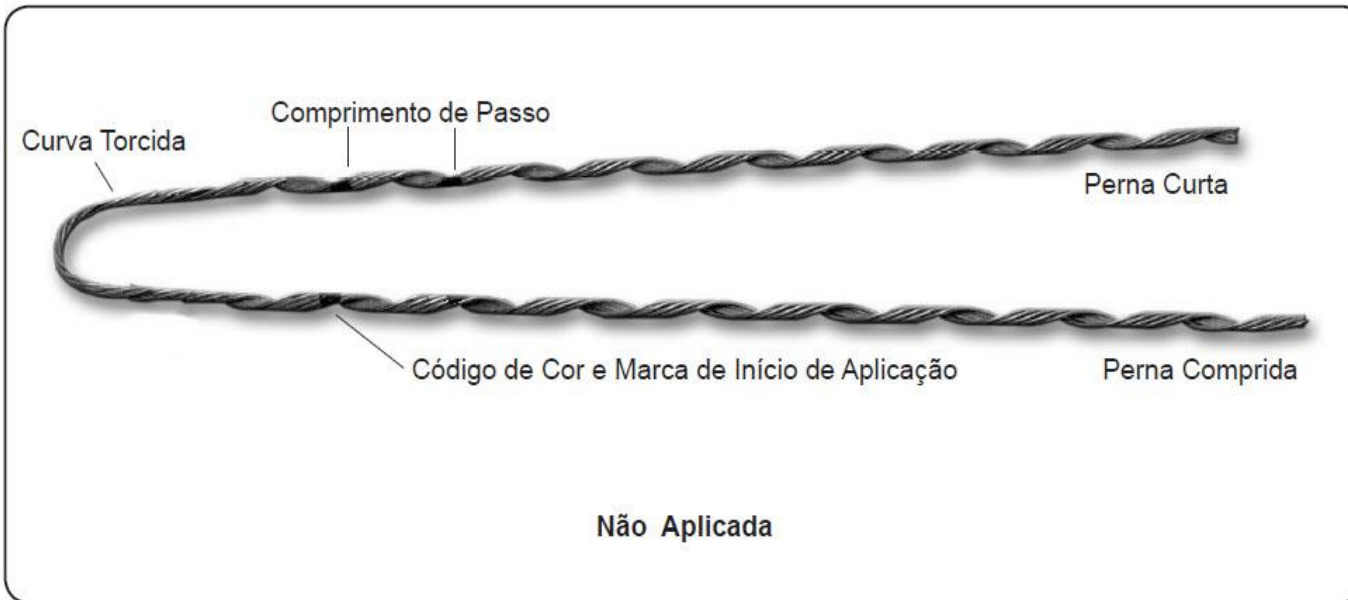 Comprimento de Passo
Curva Torcida
Perna Curta
Código de Cor e Marca de Início de Aplicação
Perna Comprida
Não Aplicada